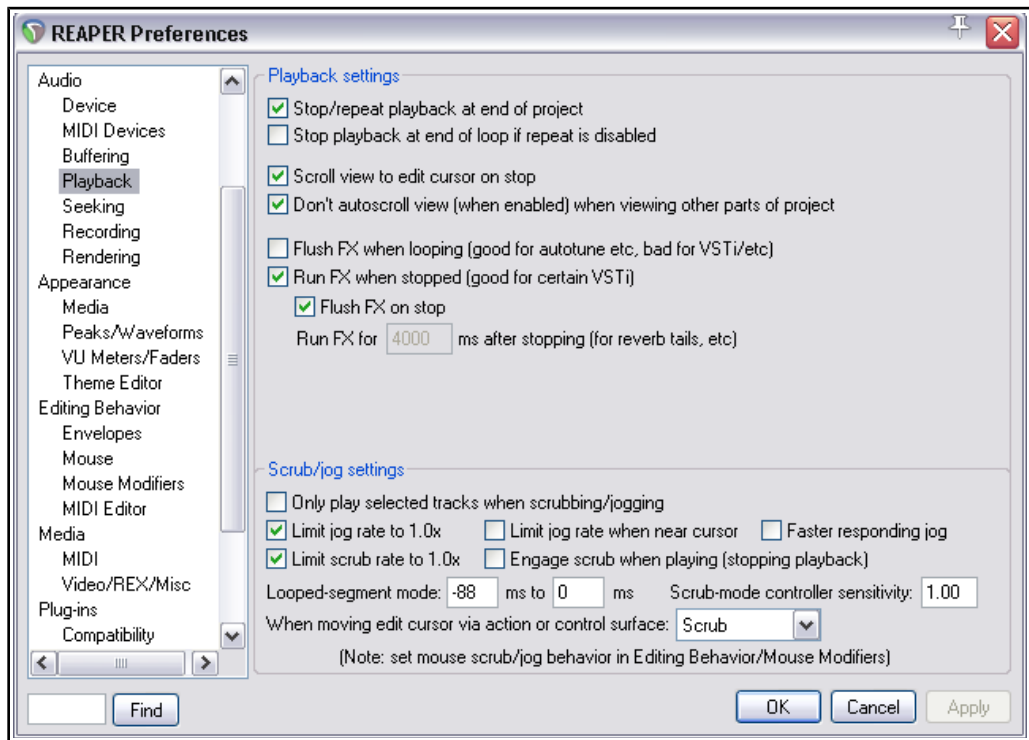 REAPER Preferences
Audio
Device
MIDI Devices
Buffering
Playback
Seeking
Recording
Rendering
Appearance
Media
Peaks/Waveforms
VU Meters/Faders
Theme Editor
Editing Behavior
Envelopes
Mouse
Mouse Modifiers
MIDI Editor
Media
MIDI
Video/REX/Misc
Plug-ins
Compatibility
Find
Playback settings
Stop/repeat playback at end of project
Stop playback at end of loop if repeat is disabled
Scroll view to edit cursor on stop
Don't autoscroll view (when enabled) when viewing other parts of project
Flush FX when looping (good for autotune etc, bad for VSTi/etc)
Run FX when stopped (good for certain VSTi)
Flush FX on stop
Run FX for 4000 ms after stopping (for reverb tails, etc)
Scrub/jog settings
Only play selected tracks when scrubbing/jogging
Limit jog rate to 1.0x Limit jog rate when near cursor Faster responding jog
Limit scrub rate to 1.0x Engage scrub when playing (stopping playback)
Looped-segment mode: -88 ms to 0 ms Scrub-mode controller sensitivity: 1.00
When moving edit cursor via action or control surface: Scrub
(Note: set mouse scrub/jog behavior in Editing Behavior/Mouse Modifiers)
OK Cancel Apply